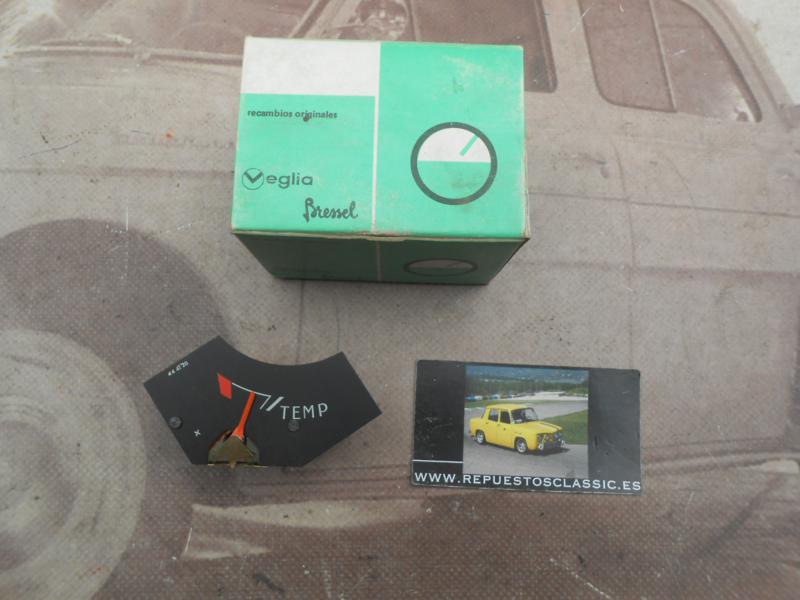 recambios originales
Veglia
Bressel
TEMP
WWW.REPUESTOSCLASSIC.ES